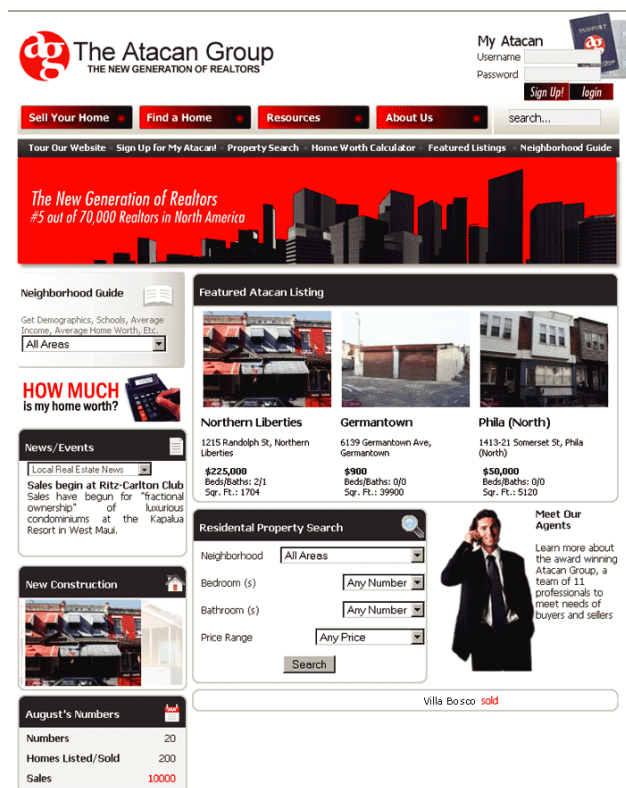 ag The Atacan Group
THE NEW GENERATION OF REALTORS
My Atacan
PASSPORT
Username
Password
Sign Up! login
Sell Your Home Find a Home Resources About Us search...
Tour Our Website Sign Up for My Atacan! Property Search Home Worth Calculator Featured Listings Neighborhood Guide
The New Generation of Realtors
#5 out of 70,000 Realtors in North America
Neighborhood Guide
Get Demographics, Schools, Average
Income, Average Home Worth, Etc.
All Areas
HOW MUCH
is my home worth?
News/Events
Local Real Estate News
Sales begin at Ritz-Carlton Club
Sales have begun for "fractional
ownership" of luxurious
condominiums at the Kapalua
Resort in West Maui.
New Construction
August's Numbers
Numbers 20
Homes Listed/Sold 200
Sales 10000
Featured Atacan Listing
Northern Liberties
1215 Randolph St, Northern
Liberties
$225,000
Beds/Baths: 2/1
Sqr. Ft.: 1704
Germantown
6139 Germantown Ave,
Germantown
$900
Beds/Baths: 0/0
Sqr. Ft.: 39900
Phila (North)
1413-21 Somerset St, Phila
(North)
$50,000
Beds/Baths: 0/0
Sqr. Ft.: 5120
Residental Property Search
Neighborhood All Areas
Bedroom (s) Any Number
Bathroom (s) Any Number
Price Range Any Price
Search
Meet Our
Agents
Learn more about
the award winning
Atacan Group, a
team of 11
professionals to
meet needs of
buyers and sellers
Villa Bosco sold